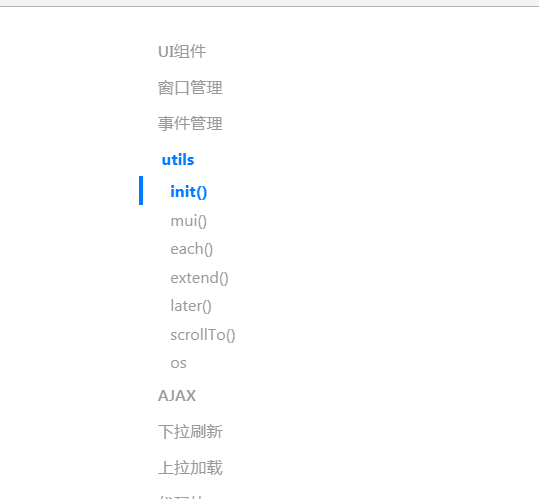 UI组件
窗口管理
事件管理
utils
init()
mui()
each()
extend()
later()
scrollTo()
os
AJAX
下拉刷新
上拉加载